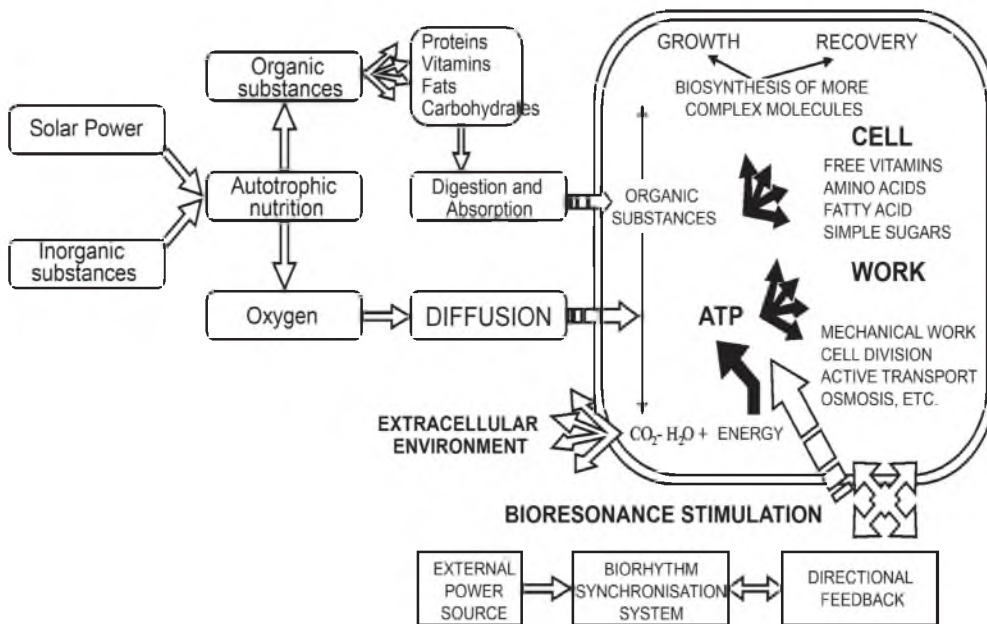 Solar Power
Inorganic
substances
Organic
substances
Autotrophic
nutrition
Oxygen
Proteins
Vitamins
Fats
Carbohydrates
Digestion and
Absorption
DIFFUSION
GROWTH
RECOVERY
BIOSYNTHESIS OF MORE
COMPLEX MOLECULES
CELL
FREE VITAMINS
AMINO ACIDS
FATTY ACID
SIMPLE SUGARS
ORGANIC
SUBSTANCES
WORK
ATP
MECHANICAL WORK
CELL DIVISION
ACTIVE TRANSPORT
OSMOSIS, ETC.
EXTRACELLULAR
ENVIRONMENT
CO₂- H₂O + ENERGY
BIORESONANCE STIMULATION
EXTERNAL
POWER
SOURCE
BIORHYTHM
SYNCHRONISATION
SYSTEM
DIRECTIONAL
FEEDBACK